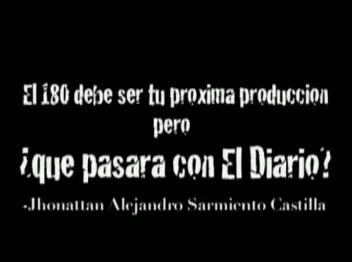 El 180 debe ser tu proxima produccion
pero
¿que pasara con El Diario?
-Jhonattan Alejandro Sarmiento Castilla